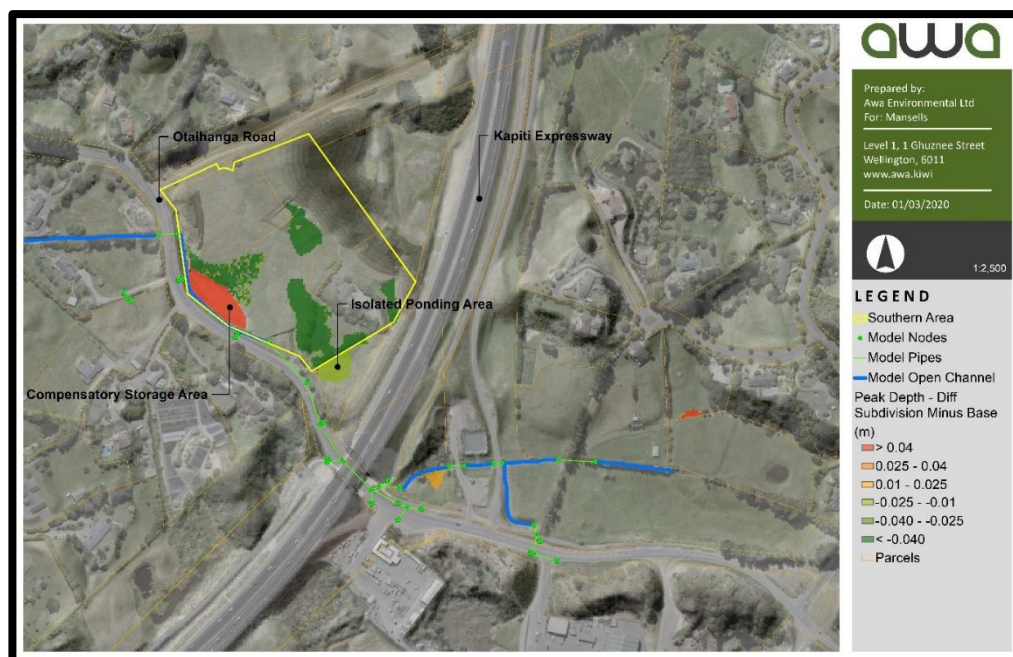 Otaihanga Road
Kapiti Expressway
Isolated Ponding Area
Compensatory Storage Area
awa
Prepared by:
Awa Environmental Ltd
For: Mansells
Level 1, 1 Ghuznee Street
Wellington, 6011
www.awa.kiwi
Date: 01/03/2020
1:2,500
LEGEND
Southern Area
Model Nodes
Model Pipes
Model Open Channel
Peak Depth - Diff
Subdivision Minus Base
(m)
> 0.04
0.025 - 0.04
0.01 - 0.025
-0.025 - -0.01
-0.040 - -0.025
< -0.040
Parcels